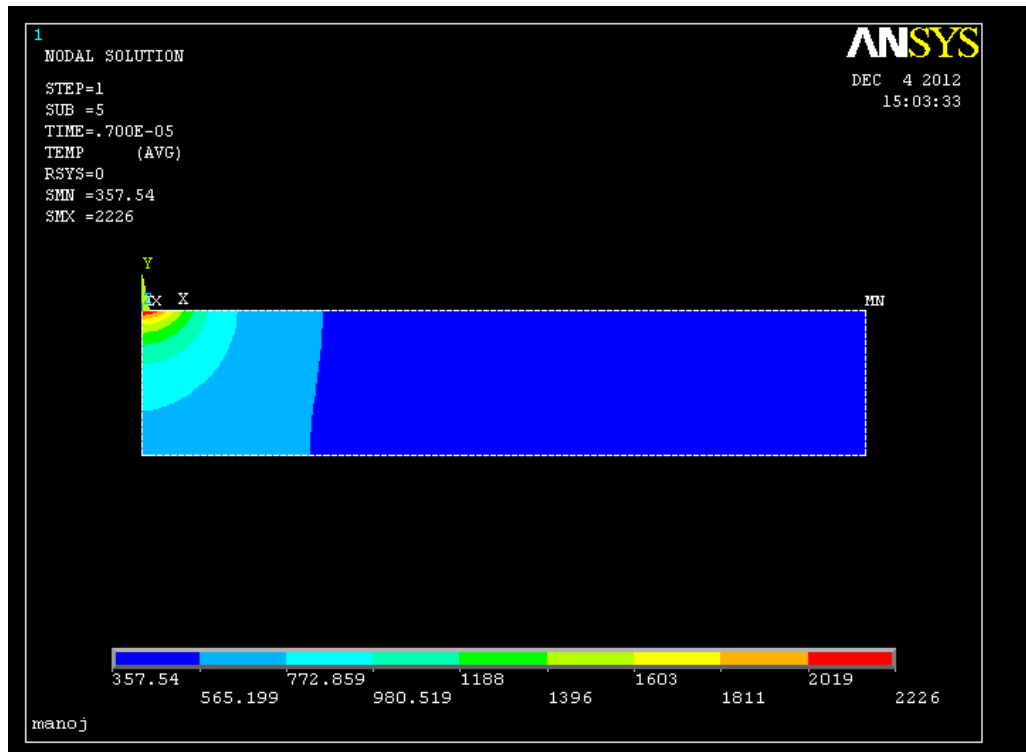 1
NODAL SOLUTION
STEP=1
SUB =5
TIME=.700E-05
TEMP (AVG)
RSYS=0
SMN =357.54
SMX =2226
ANSYS
DEC 4 2012
15:03:33
Y
X
MN
357.54 772.859 1188 1603 2019
565.199 980.519 1396 1811 2226
manoj